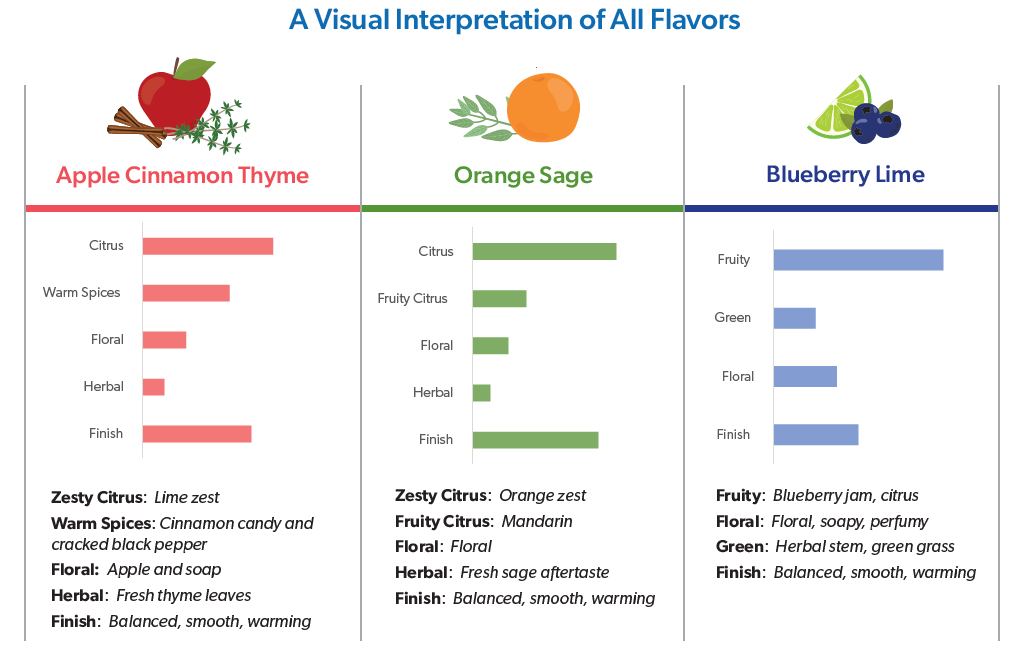 A Visual Interpretation of All Flavors
Apple Cinnamon Thyme
Citrus
Warm Spices
Floral
Herbal
Finish
Zesty Citrus: Lime zest
Warm Spices: Cinnamon candy and
cracked black pepper
Floral: Apple and soap
Herbal: Fresh thyme leaves
Finish: Balanced, smooth, warming
Orange Sage
Citrus
Fruity Citrus
Floral
Herbal
Finish
Zesty Citrus: Orange zest
Fruity Citrus: Mandarin
Floral: Floral
Herbal: Fresh sage aftertaste
Finish: Balanced, smooth, warming
Blueberry Lime
Fruity
Green
Floral
Finish
Fruity: Blueberry jam, citrus
Floral: Floral, soapy, perfumy
Green: Herbal stem, green grass
Finish: Balanced, smooth, warming